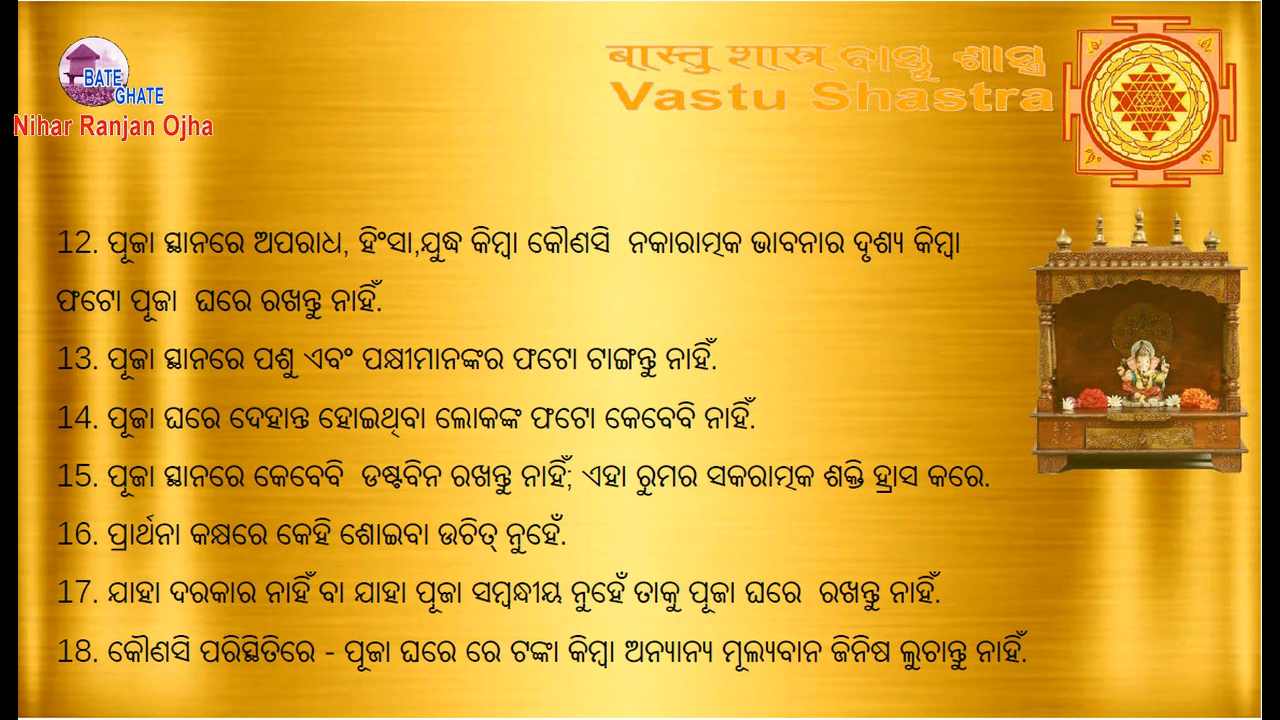 BATE
GHATE
Nihar Ranjan Ojha
वास्तु शास्त्र ବାସ୍ତୁ ଶାସ୍ତ୍ର
Vastu Shastra
12. ପୂଜା ସ୍ଥାନରେ ଅପରାଧ, ହିଂସା,ଯୁଦ୍ଧ କିମ୍ବା କୌଣସି ନକାରାତ୍ମକ ଭାବନାର ଦୃଶ୍ୟ କିମ୍ବା
ଫଟୋ ପୂଜା ଘରେ ରଖନ୍ତୁ ନାହିଁ.
13. ପୂଜା ସ୍ଥାନରେ ପଶୁ ଏବଂ ପକ୍ଷୀମାନଙ୍କର ଫଟୋ ଟାଙ୍ଗନ୍ତୁ ନାହିଁ.
14. ପୂଜା ଘରେ ଦେହାନ୍ତ ହୋଇଥିବା ଲୋକଙ୍କ ଫଟୋ କେବେବି ନାହିଁ.
15. ପୂଜା ସ୍ଥାନରେ କେବେବି ଡଷ୍ଟବିନ ରଖନ୍ତୁ ନାହିଁ; ଏହା ରୁମର ସକରାତ୍ମକ ଶକ୍ତି ହ୍ରାସ କରେ.
16. ପ୍ରାର୍ଥନା କକ୍ଷରେ କେହି ଶୋଇବା ଉଚିତ୍ ନୁହେଁ.
17. ଯାହା ଦରକାର ନାହିଁ ବା ଯାହା ପୂଜା ସମ୍ବନ୍ଧୀୟ ନୁହେଁ ତାକୁ ପୂଜା ଘରେ ରଖନ୍ତୁ ନାହିଁ.
18. କୌଣସି ପରିସ୍ଥିତିରେ - ପୂଜା ଘରେ ରେ ଟଙ୍କା କିମ୍ବା ଅନ୍ୟାନ୍ୟ ମୂଲ୍ୟବାନ ଜିନିଷ ଲୁଚାନ୍ତୁ ନାହିଁ.